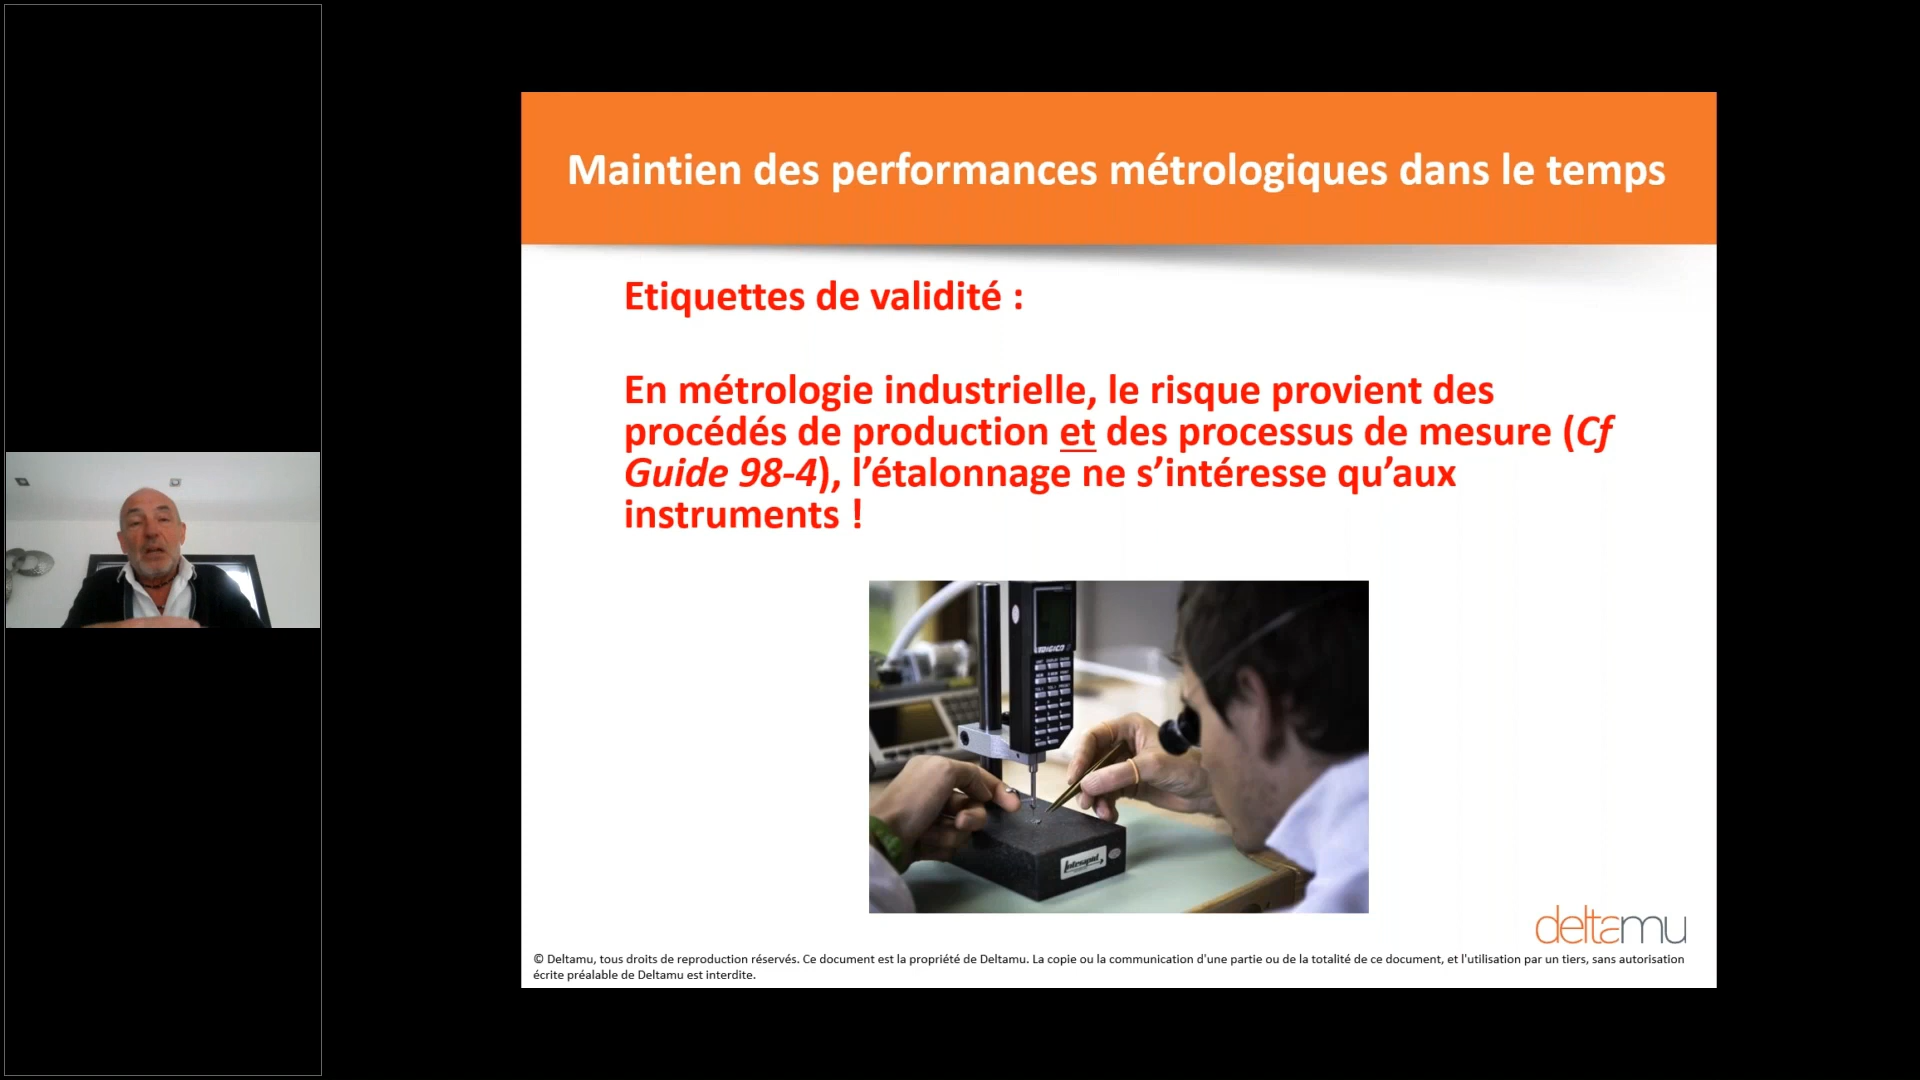 Maintien des performances métrologiques dans le temps
Etiquettes de validité :
En métrologie industrielle, le risque provient des
procédés de production et des processus de mesure (Cf
Guide 98-4), l’étalonnage ne s’intéresse qu’aux
instruments !
deltamu
© Deltamu, tous droits de reproduction réservés. Ce document est la propriété de Deltamu. La copie ou la communication d'une partie ou de la totalité de ce document, et l'utilisation par un tiers, sans autorisation
écrite préalable de Deltamu est interdite.